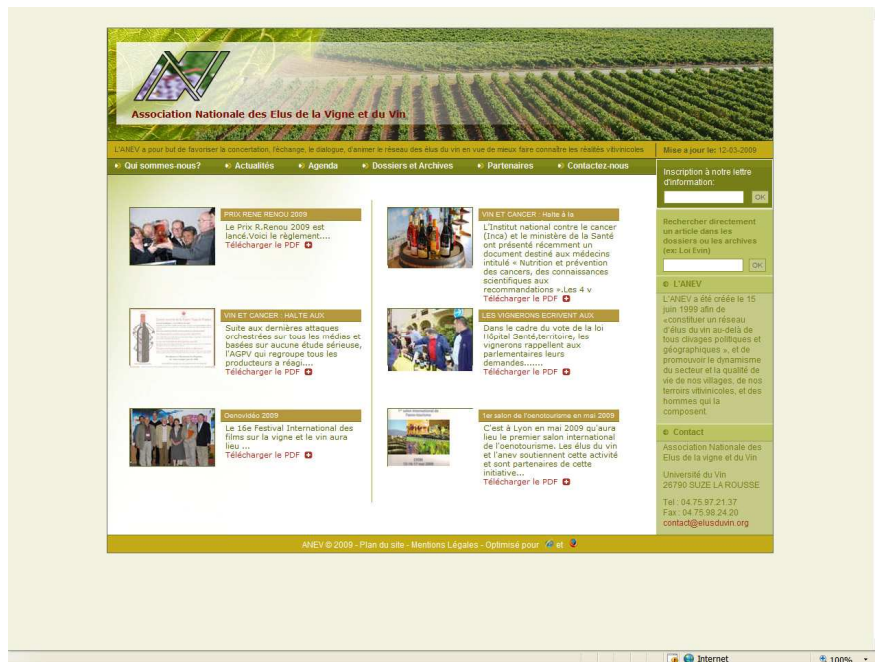 Association Nationale des Elus de la Vigne et du Vin
L'ANEV a pour but de favoriser la concertation, l'échange, le dialogue, d'animer le réseau des élus du vin en vue de mieux faire connaître les réalités vitivinicoles
Mise a jour le: 12-03-2009
Qui sommes-nous?
Actualités
Agenda
Dossiers et Archives
Partenaires
Contactez-nous
PRIX RENE RENOU 2009
Le Prix R.Renou 2009 est
lancé.Voici le règlement....
Télécharger le PDF
VIN ET CANCER : Halte à la
L'Institut national contre le cancer
(Inca) et le ministère de la Santé
ont présenté récemment un
document destiné aux médecins
intitulé « Nutrition et prévention
des cancers, des connaissances
scientifiques aux
recommandations ».Les 4 v
Télécharger le PDF
VIN ET CANCER : HALTE AUX
Suite aux dernières attaques
orchestrées sur tous les médias et
basées sur aucune étude sérieuse,
l'AGPV qui regroupe tous les
producteurs a réagi....
Télécharger le PDF
LES VIGNERONS ECRIVENT AUX
Dans le cadre du vote de la loi
Hôpital Santé,territoire, les
vignerons rappellent aux
parlementaires leurs
demandes.......
Télécharger le PDF
Oenovidéo 2009
Le 16e Festival International des
films sur la vigne et le vin aura
lieu ...
Télécharger le PDF
1er salon de l'oenotourisme en mai 2009
C'est à Lyon en mai 2009 qu'aura
lieu le premier salon international
de l'oenotourisme. Les élus du vin
et l'anev soutiennent cette activité
et sont partenaires de cette
initiative...
Télécharger le PDF
Inscription à notre lettre
d'information:
OK
Rechercher directement
un article dans les
dossiers ou les archives
(ex: Loi Evin)
OK
L'ANEV
L'ANEV a été créée le 15
juin 1999 afin de
«constituer un réseau
d'élus du vin au-delà de
tous clivages politiques et
géographiques », et de
promouvoir le dynamisme
du secteur et la qualité de
vie de nos villages, de nos
terroirs vitivinicoles, et des
hommes qui la
composent
Contact
Association Nationale des
Elus de la vigne et du Vin
Université du Vin
26790 SUZE LA ROUSSE
Tel : 04.75.97.21.37
Fax : 04.75.98.24.20
contact@elusduvin.org
ANEV © 2009 - Plan du site - Mentions Légales - Optimisé pour et
Internet
100%